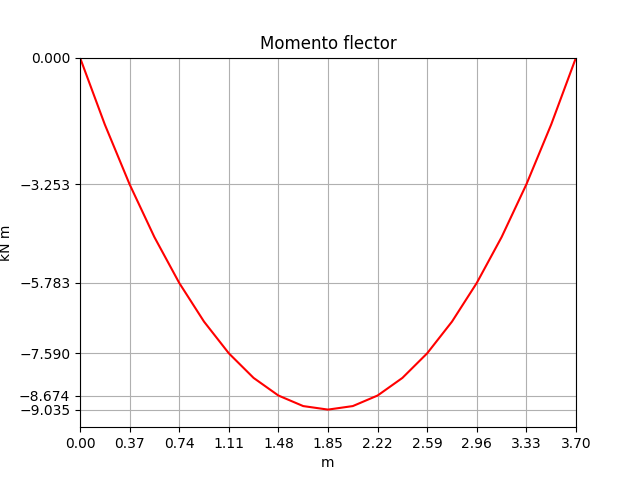 Momento flector
0.000
−3.253
−5.783
−7.590
−8.674
−9.035
kN m
0.00 0.37 0.74 1.11 1.48 1.85 2.22 2.59 2.96 3.33 3.70
m